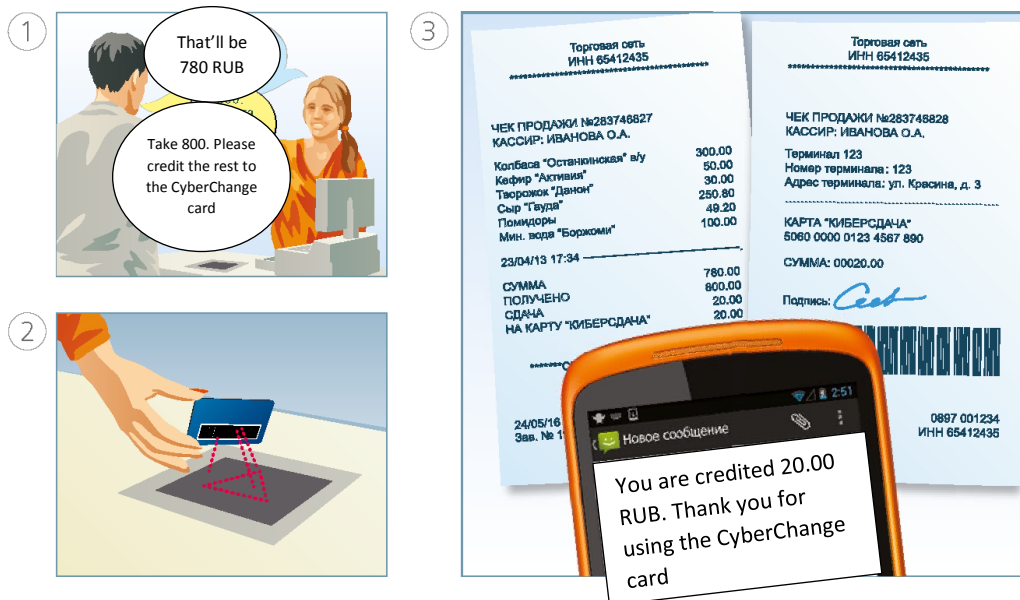 1
That'll be
780 RUB
Take 800. Please
credit the rest to
the CyberChange
card
2
3
Торговая сеть
ИНН 65412435
ЧЕК ПРОДАЖИ №283746827
КАССИР: ИВАНОВА О.А.
Колбаса "Останкинская" в/у 300.00
Кефир "Активия" 50.00
Творожок "Данон" 30.00
Сыр "Гауда" 250.80
Помидоры 49.20
Мин. вода "Боржоми" 100.00
23/04/13 17:34
СУММА 780.00
ПОЛУЧЕНО 800.00
СДАЧА 20.00
НА КАРТУ "КИБЕРСДАЧА" 20.00
24/05/16
Зав. №
Торговая сеть
ИНН 65412435
ЧЕК ПРОДАЖИ №283746828
КАССИР: ИВАНОВА О.А.
Терминал 123
Номер терминала: 123
Адрес терминала: ул. Красина, д. 3
КАРТА "КИБЕРСДАЧА"
5060 0000 0123 4567 890
СУММА: 00020.00
Подпись:
0897 001234
ИНН 65412435
2:51
Новое сообщение
You are credited 20.00
RUB. Thank you for
using the CyberChange
card